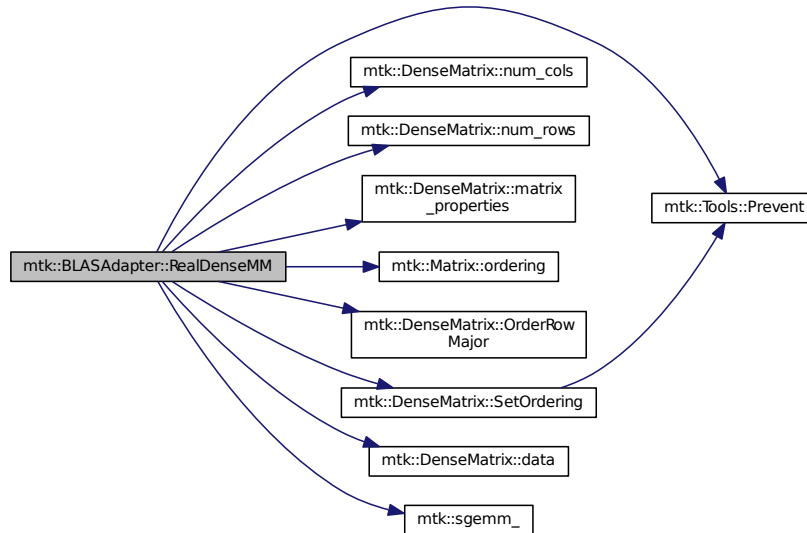 mtk::DenseMatrix::num_cols
mtk::DenseMatrix::num_rows
mtk::DenseMatrix::matrix
_properties
mtk::Tools::Prevent
mtk::BLASAdapter::RealDenseMM
mtk::Matrix::ordering
mtk::DenseMatrix::OrderRow
Major
mtk::DenseMatrix::SetOrdering
mtk::DenseMatrix::data
mtk::sgemm_